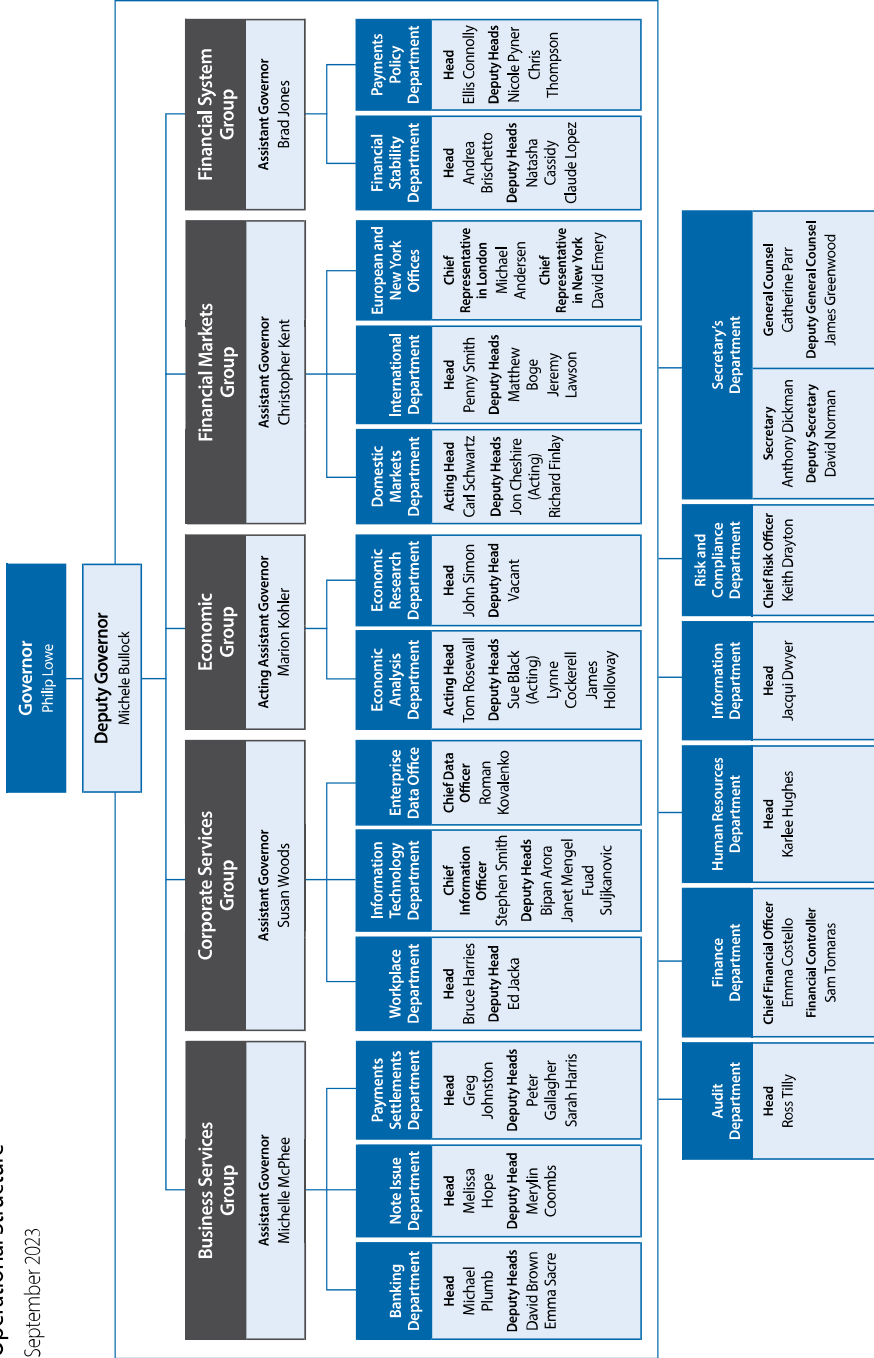 Operational Structure
September 2023
Governor
Philip Lowe
Deputy Governor
Michele Bullock
Business Services
Group
Assistant Governor
Michelle McPhee
Banking
Department
Head
Michael
Plumb
Deputy Heads
David Brown
Emma Sacre
Note Issue
Department
Head
Melissa
Hope
Deputy Head
Merylin
Coombs
Payments
Settlements
Department
Head
Greg
Johnston
Deputy Heads
Peter
Gallagher
Sarah Harris
Corporate Services
Group
Assistant Governor
Susan Woods
Workplace
Department
Head
Bruce Harries
Deputy Head
Ed Jacka
Information
Technology
Department
Chief
Information
Officer
Stephen Smith
Deputy Heads
Bipan Arora
Janet Mengel
Fuad
Suljkanovic
Enterprise
Data Office
Chief Data
Officer
Roman
Kovalenko
Economic
Group
Acting Assistant Governor
Marion Kohler
Economic
Analysis
Department
Acting Head
Tom Rosewall
Deputy Heads
Sue Black
(Acting)
Lynne
Cockerell
James
Holloway
Economic
Research
Department
Head
John Simon
Deputy Head
Vacant
Financial Markets
Group
Assistant Governor
Christopher Kent
Domestic
Markets
Department
Acting Head
Carl Schwartz
Deputy Heads
Jon Cheshire
(Acting)
Richard Finlay
International
Department
Head
Penny Smith
Deputy Heads
Matthew
Boge
Jeremy
Lawson
European and
New York
Offices
Chief
Representative
in London
Michael
Andersen
Chief
Representative
in New York
David Emery
Financial System
Group
Assistant Governor
Brad Jones
Financial
Stability
Department
Head
Andrea
Brischetto
Deputy Heads
Natasha
Cassidy
Claude Lopez
Payments
Policy
Department
Head
Ellis Connolly
Deputy Heads
Nicole Pyner
Chris
Thompson
Audit
Department
Head
Ross Tilly
Finance
Department
Chief Financial Officer
Emma Costello
Financial Controller
Sam Tomaras
Human Resources
Department
Head
Karlee Hughes
Information
Department
Head
Jacqui Dwyer
Risk and
Compliance
Department
Chief Risk Officer
Keith Drayton
Secretary's
Department
Secretary
Anthony Dickman
Deputy Secretary
David Norman
General Counsel
Catherine Parr
Deputy General Counsel
James Greenwood